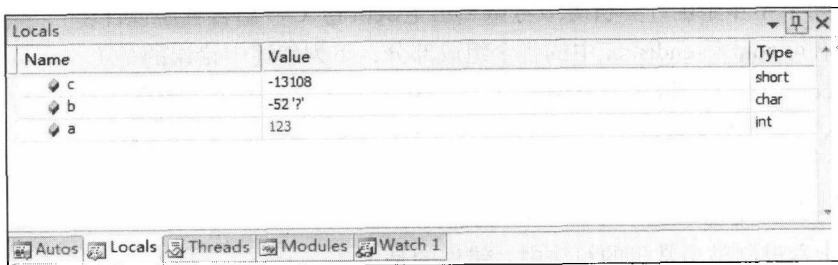 Locals
Name Value Type
c -13108 short
b -52 '?' char
a 123 int
Autos Locals Threads Modules Watch 1